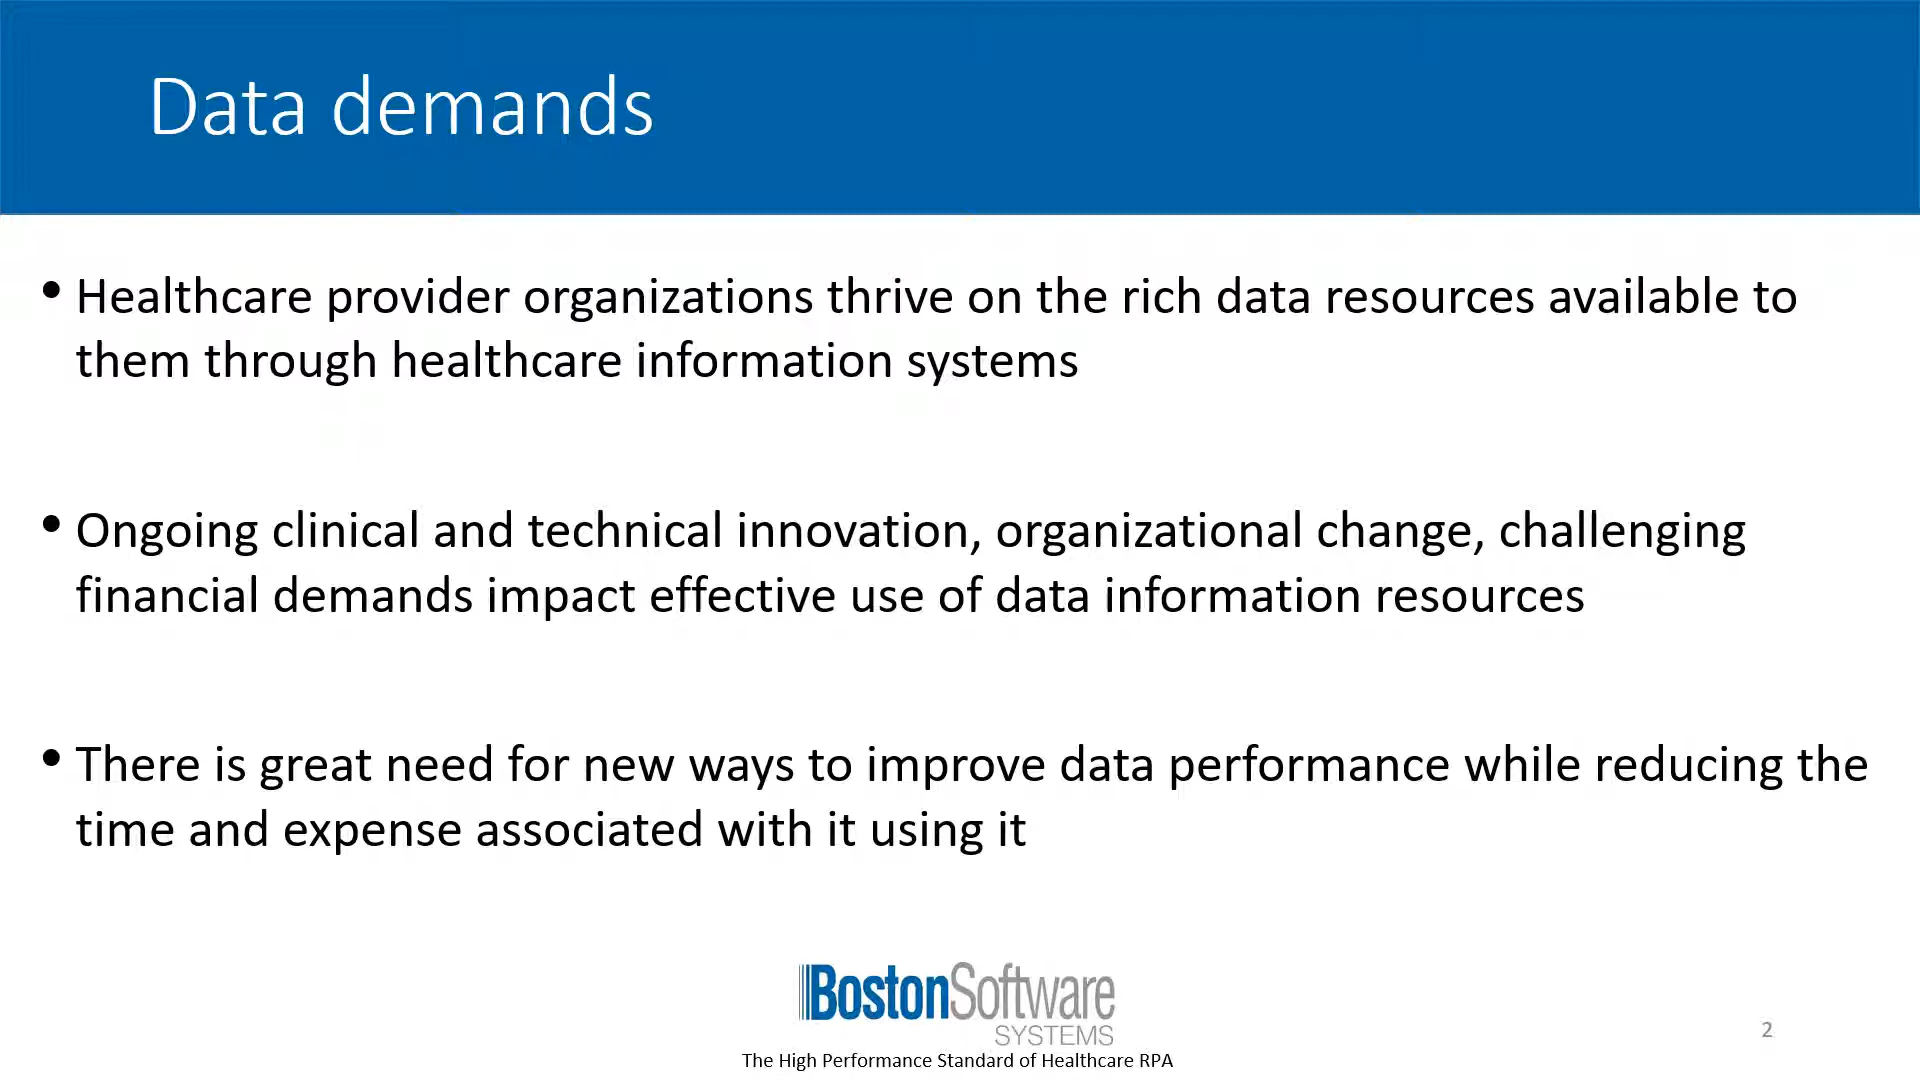 Data demands
• Healthcare provider organizations thrive on the rich data resources available to
them through healthcare information systems
• Ongoing clinical and technical innovation, organizational change, challenging
financial demands impact effective use of data information resources
• There is great need for new ways to improve data performance while reducing the
time and expense associated with it using it
BostonSoftware
SYSTEMS
2
The High Performance Standard of Healthcare RPA